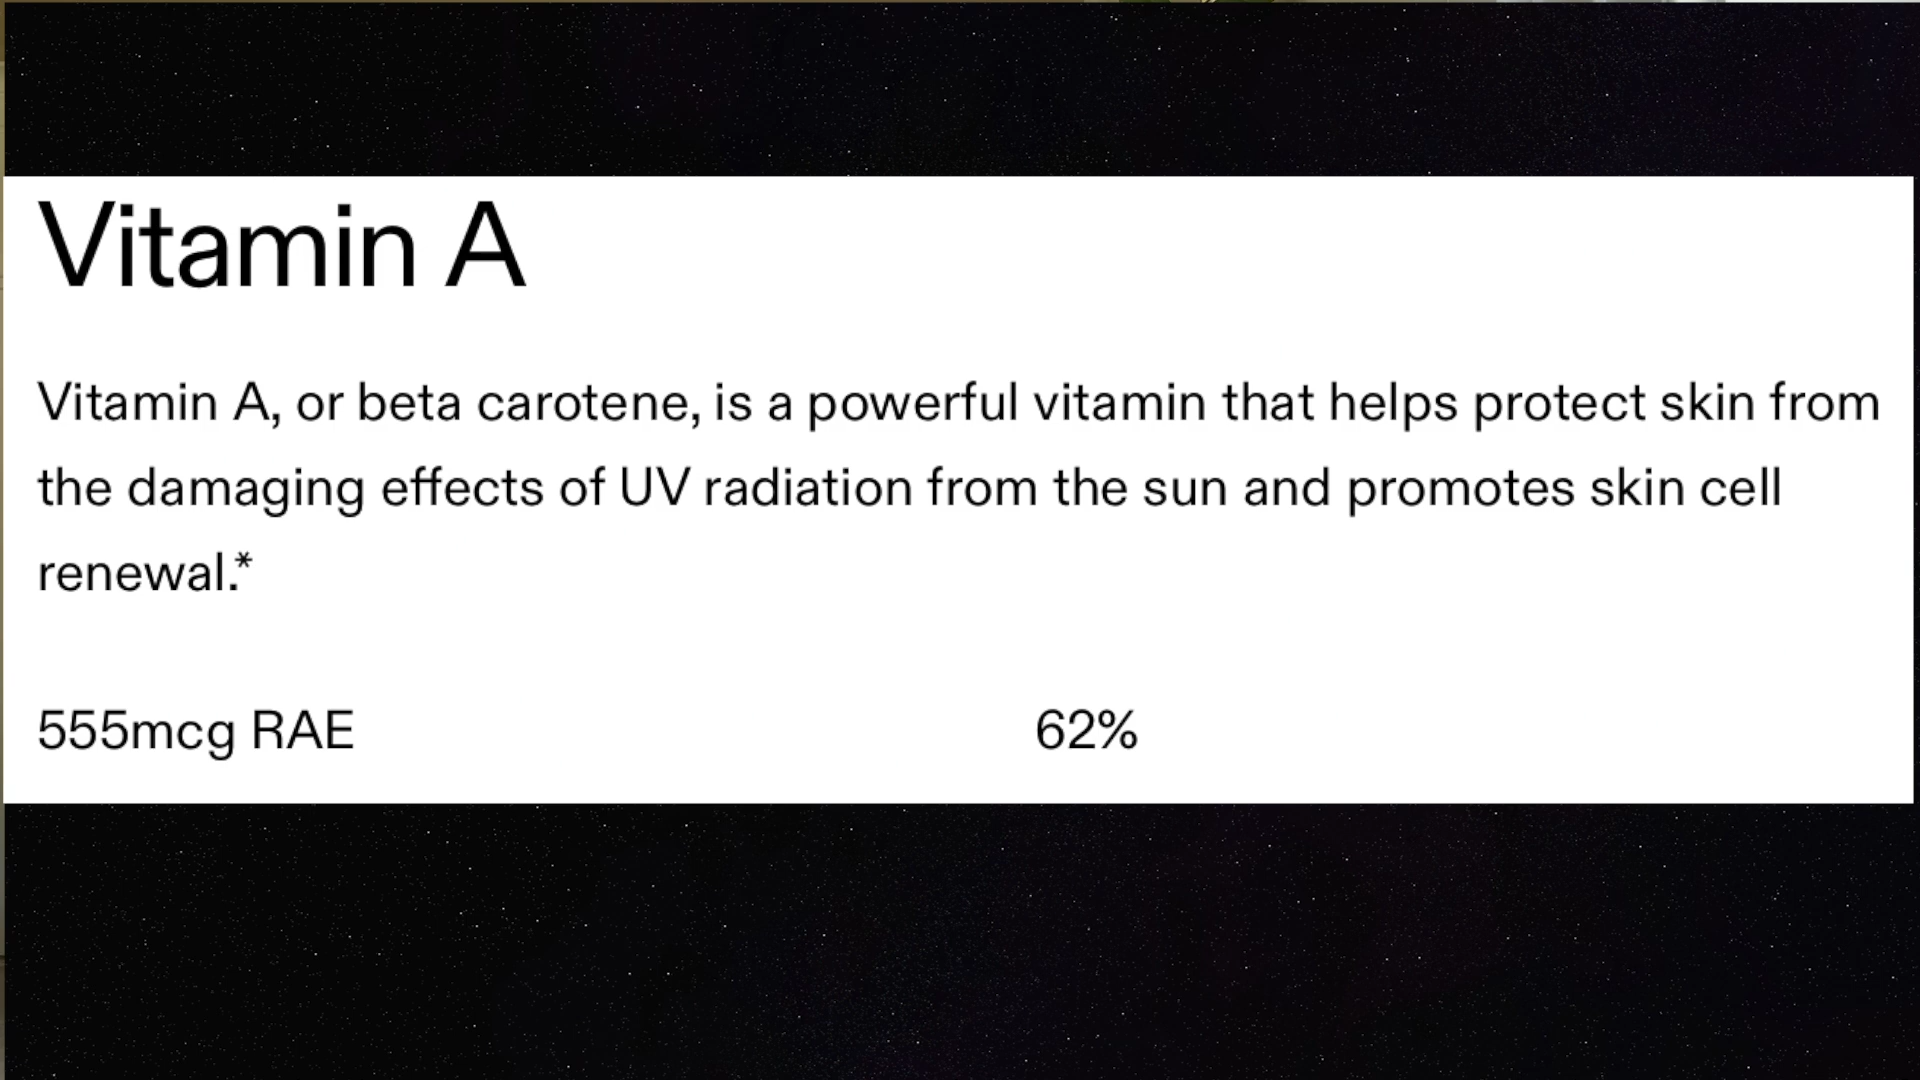 Vitamin A
Vitamin A, or beta carotene, is a powerful vitamin that helps protect skin from
the damaging effects of UV radiation from the sun and promotes skin cell
renewal.*
555mcg RAE 62%